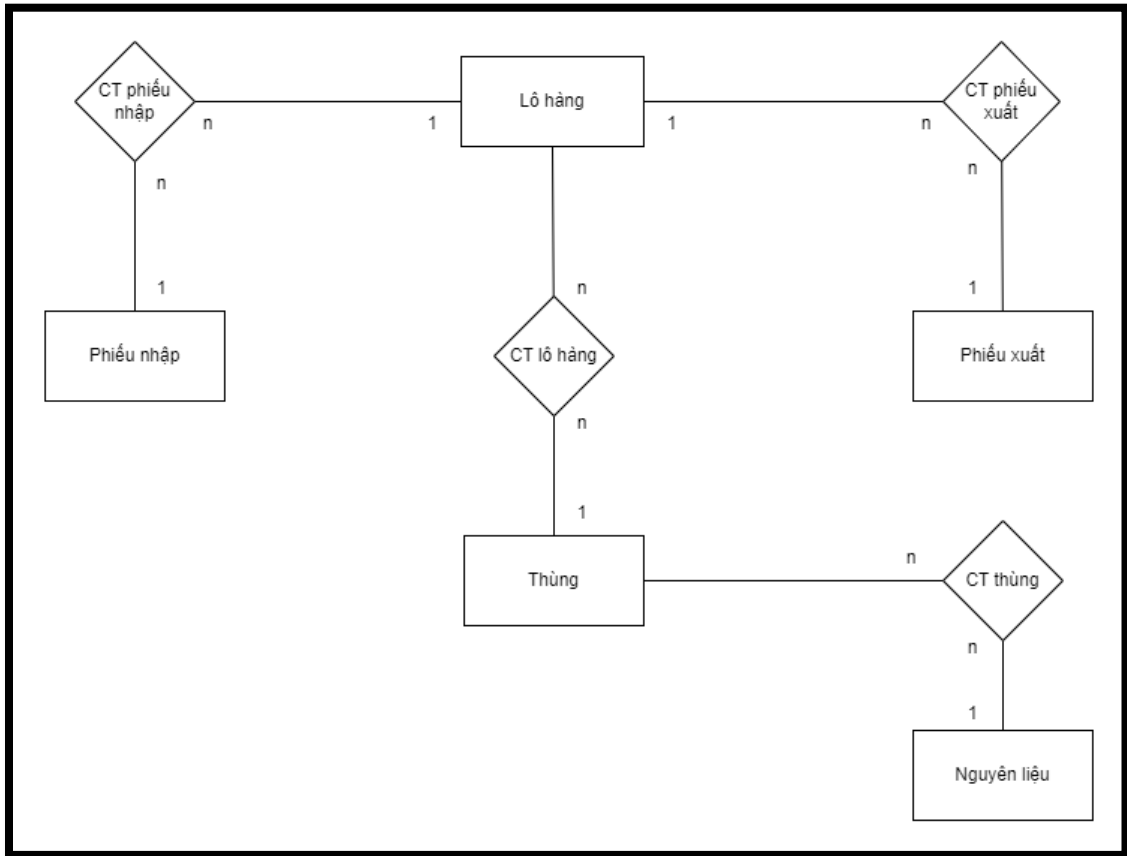 CT phiếu
nhập
Lô hàng
CT phiếu
xuất
n
1
1
n
n
n
1
n
1
Phiếu nhập
CT lô hàng
Phiếu xuất
n
1
n
Thùng
CT thùng
n
1
Nguyên liệu